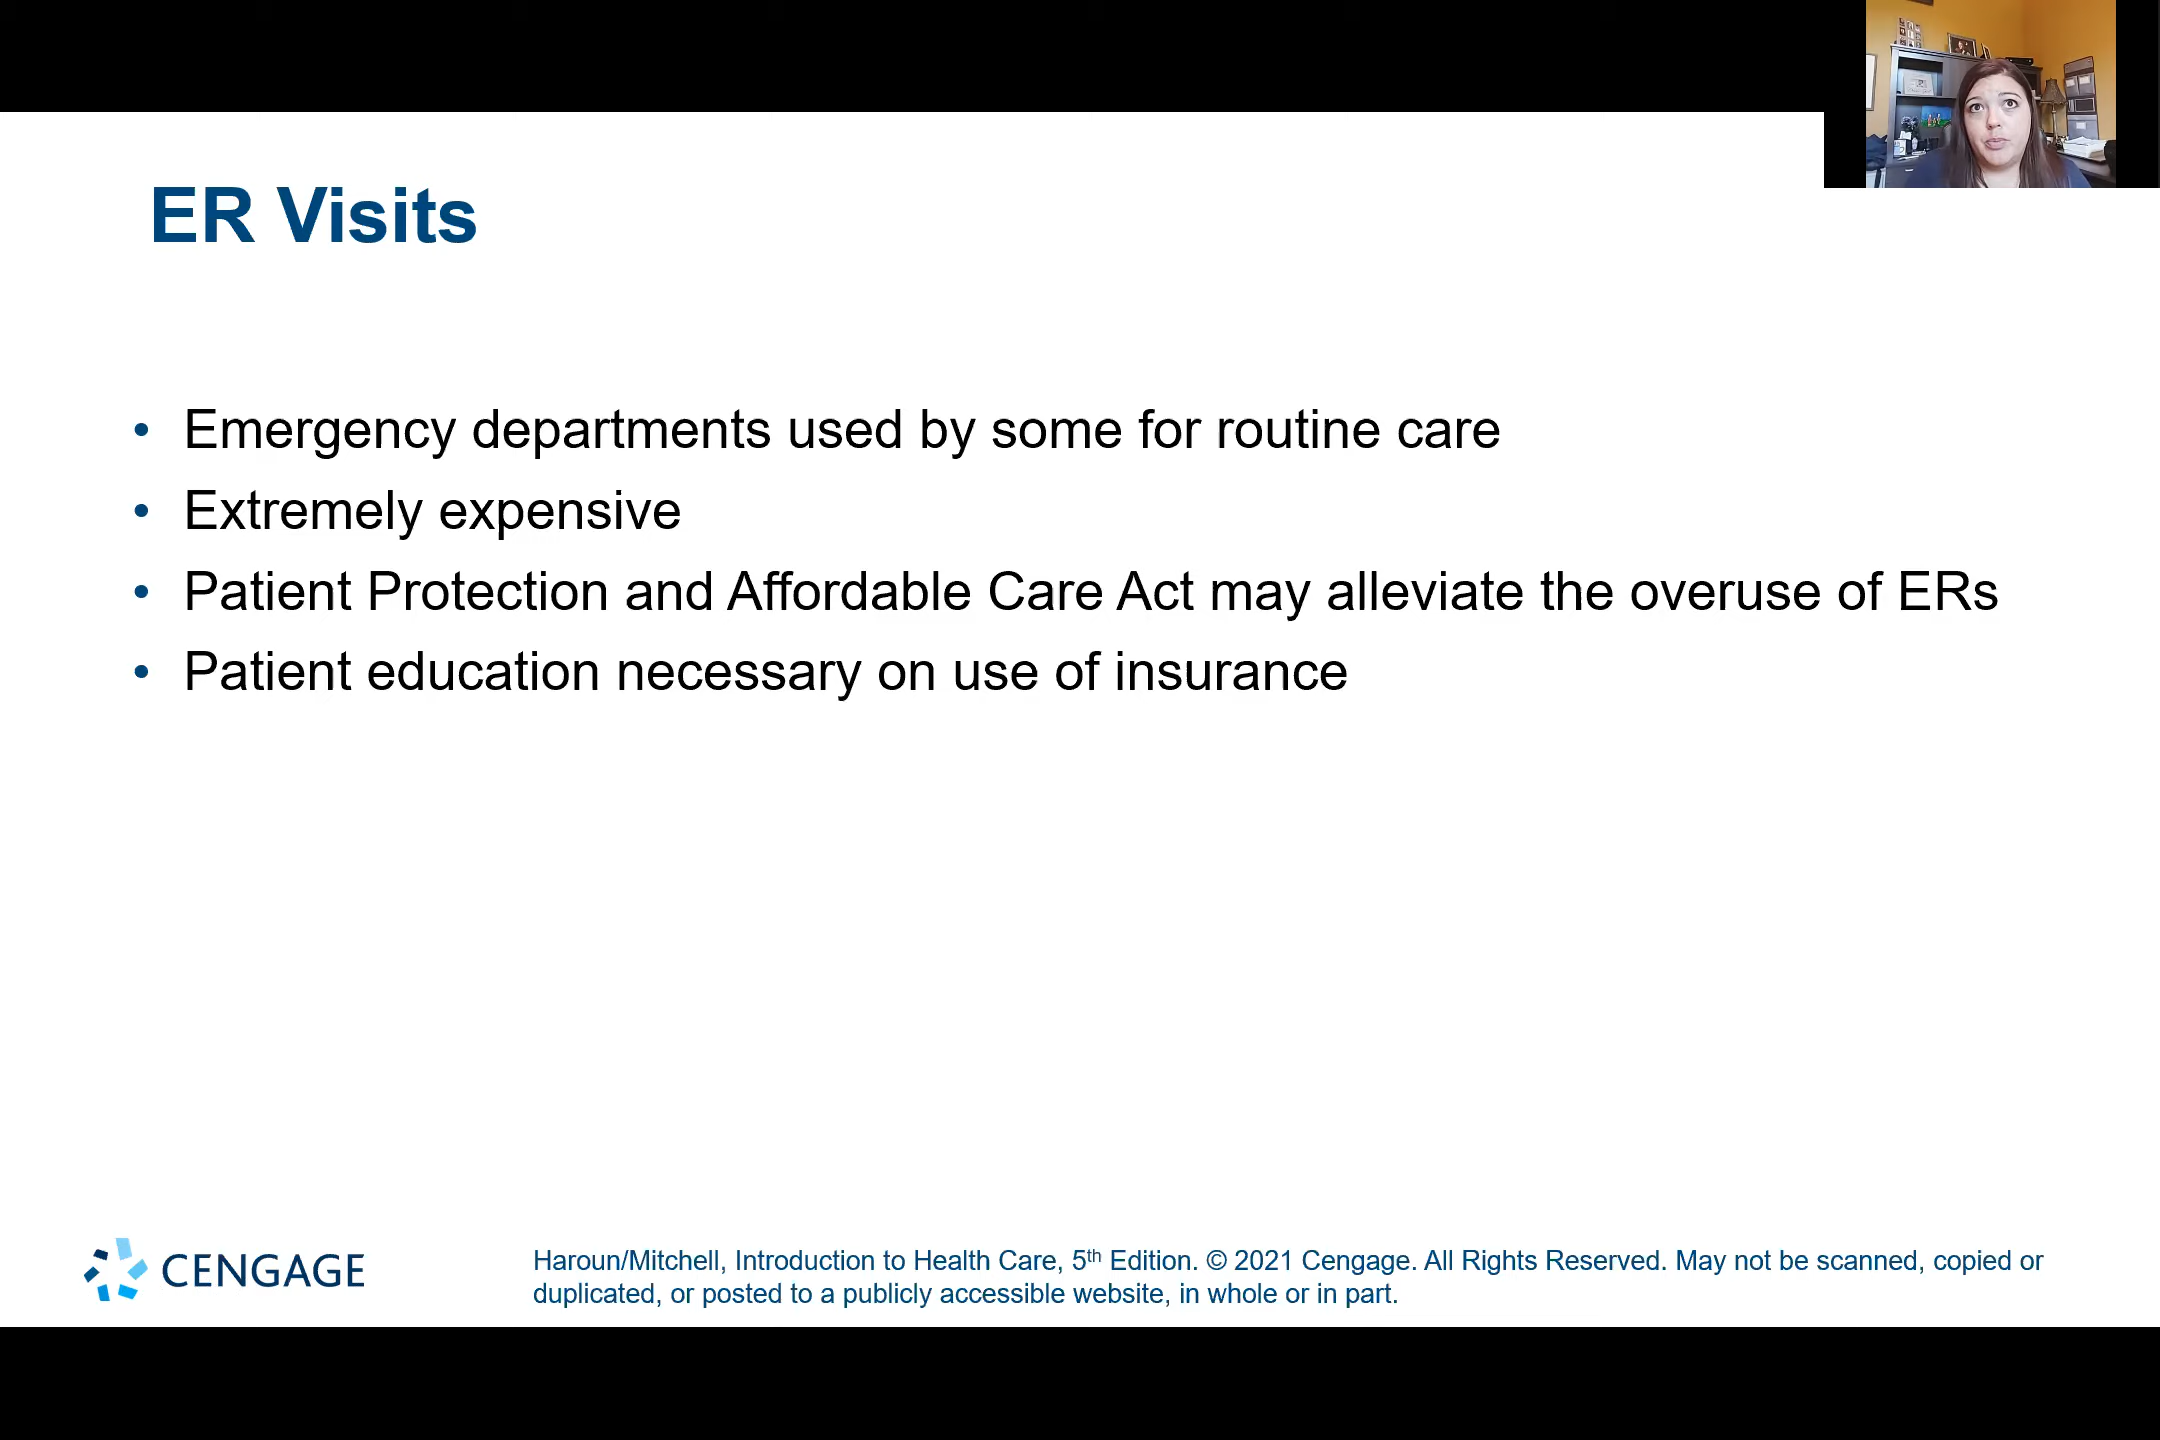 ER Visits
• Emergency departments used by some for routine care
• Extremely expensive
• Patient Protection and Affordable Care Act may alleviate the overuse of ERs
• Patient education necessary on use of insurance
CENGAGE
Haroun/Mitchell, Introduction to Health Care, 5th Edition. © 2021 Cengage. All Rights Reserved. May not be scanned, copied or
duplicated, or posted to a publicly accessible website, in whole or in part.